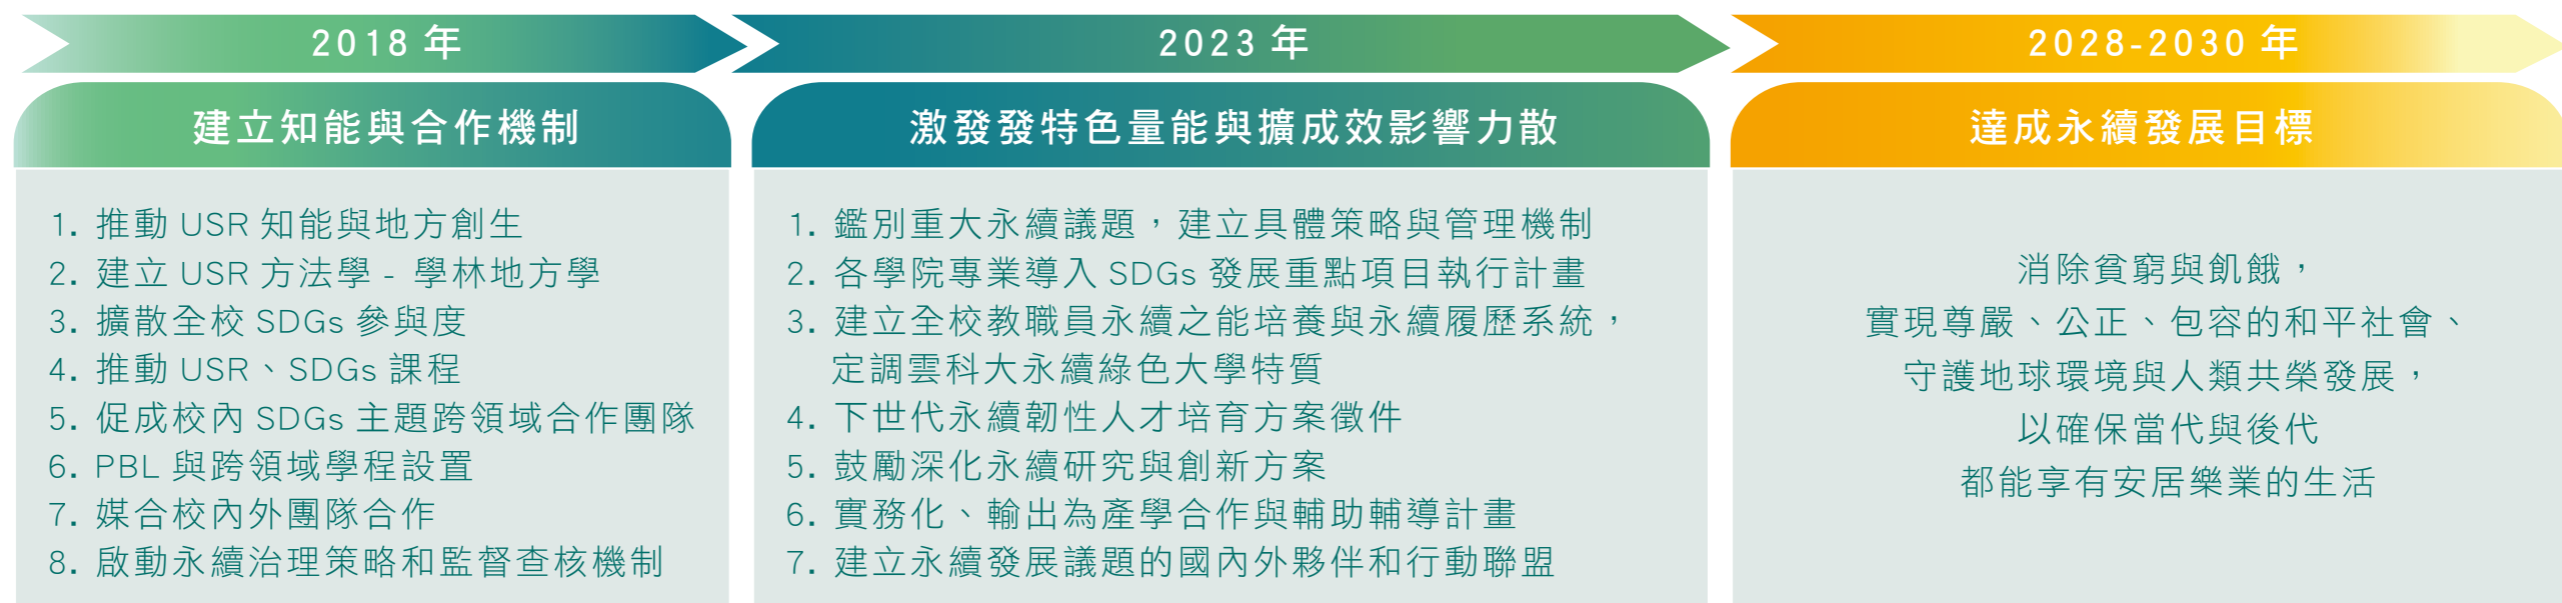 2018 年
建立知能與合作機制
1. 推動 USR 知能與地方創生
2. 建立 USR 方法學 - 學林地方學
3. 擴散全校 SDGs 參與度
4. 推動 USR、SDGs 課程
5. 促成校內 SDGs 主題跨領域合作團隊
6. PBL 與跨領域學程設置
7. 媒合校內外團隊合作
8. 啟動永續治理策略和監督查核機制
2023 年
激發發特色量能與擴成效影響力散
1. 鑑別重大永續議題，建立具體策略與管理機制
2. 各學院專業導入 SDGs 發展重點項目執行計畫
3. 建立全校教職員永續之能培養與永續履歷系統，
定調雲科大永續綠色大學特質
4. 下世代永續韌性人才培育方案徵件
5. 鼓勵深化永續研究與創新方案
6. 實務化、輸出為產學合作與輔助輔導計畫
7. 建立永續發展議題的國內外夥伴和行動聯盟
2028-2030 年
達成永續發展目標
消除貧窮與飢餓，
實現尊嚴、公正、包容的和平社會、
守護地球環境與人類共榮發展，
以確保當代與後代
都能享有安居樂業的生活